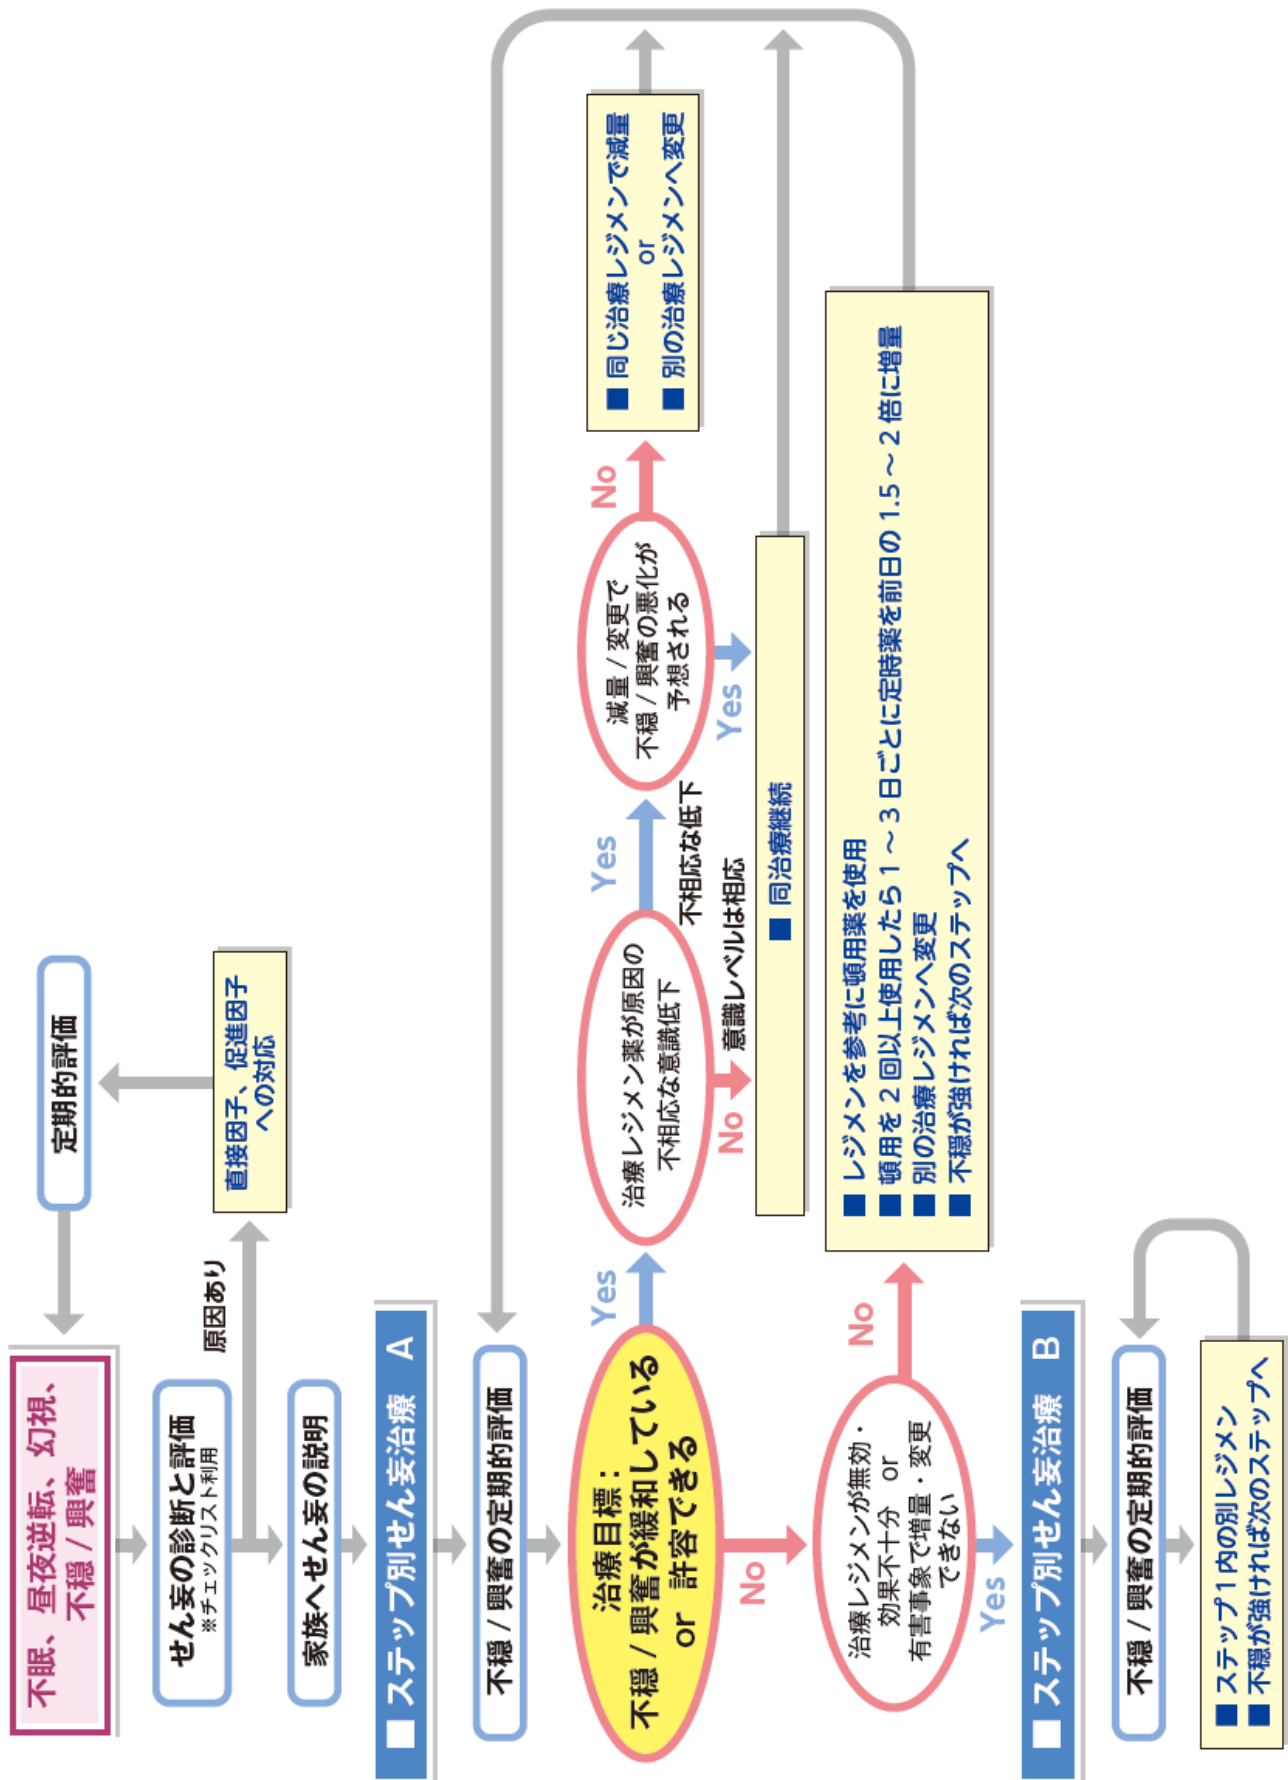 不眠、昼夜逆転、幻視、
不穏 / 興奮
せん妄の診断と評価
※チェックリスト利用
原因あり
直接因子、促進因子
への対応
定期的評価
家族へせん妄の説明
■ ステップ別せん妄治療 A
不穏 / 興奮の定期的評価
治療目標：
不穏 / 興奮が緩和している
or 許容できる
Yes
治療レジメン薬が原因の
不相応な意識低下
Yes
不相応な低下
減量 / 変更で
不穏 / 興奮の悪化が
予想される
No
■ 同じ治療レジメンで減量
or
■ 別の治療レジメンへ変更
No
意識レベルは相応
Yes
■ 同治療継続
No
治療レジメンが無効・
効果不十分 or
有害事象で増量・変更
できない
No
■ レジメンを参考に頓用薬を使用
■ 頓用を 2 回以上使用したら 1 ～ 3 日ごとに定時薬を前日の 1.5 ～ 2 倍に増量
■ 別の治療レジメンへ変更
■ 不穏が強ければ次のステップへ
Yes
■ ステップ別せん妄治療 B
不穏 / 興奮の定期的評価
■ ステップ 1 内の別レジメン
■ 不穏が強ければ次のステップへ